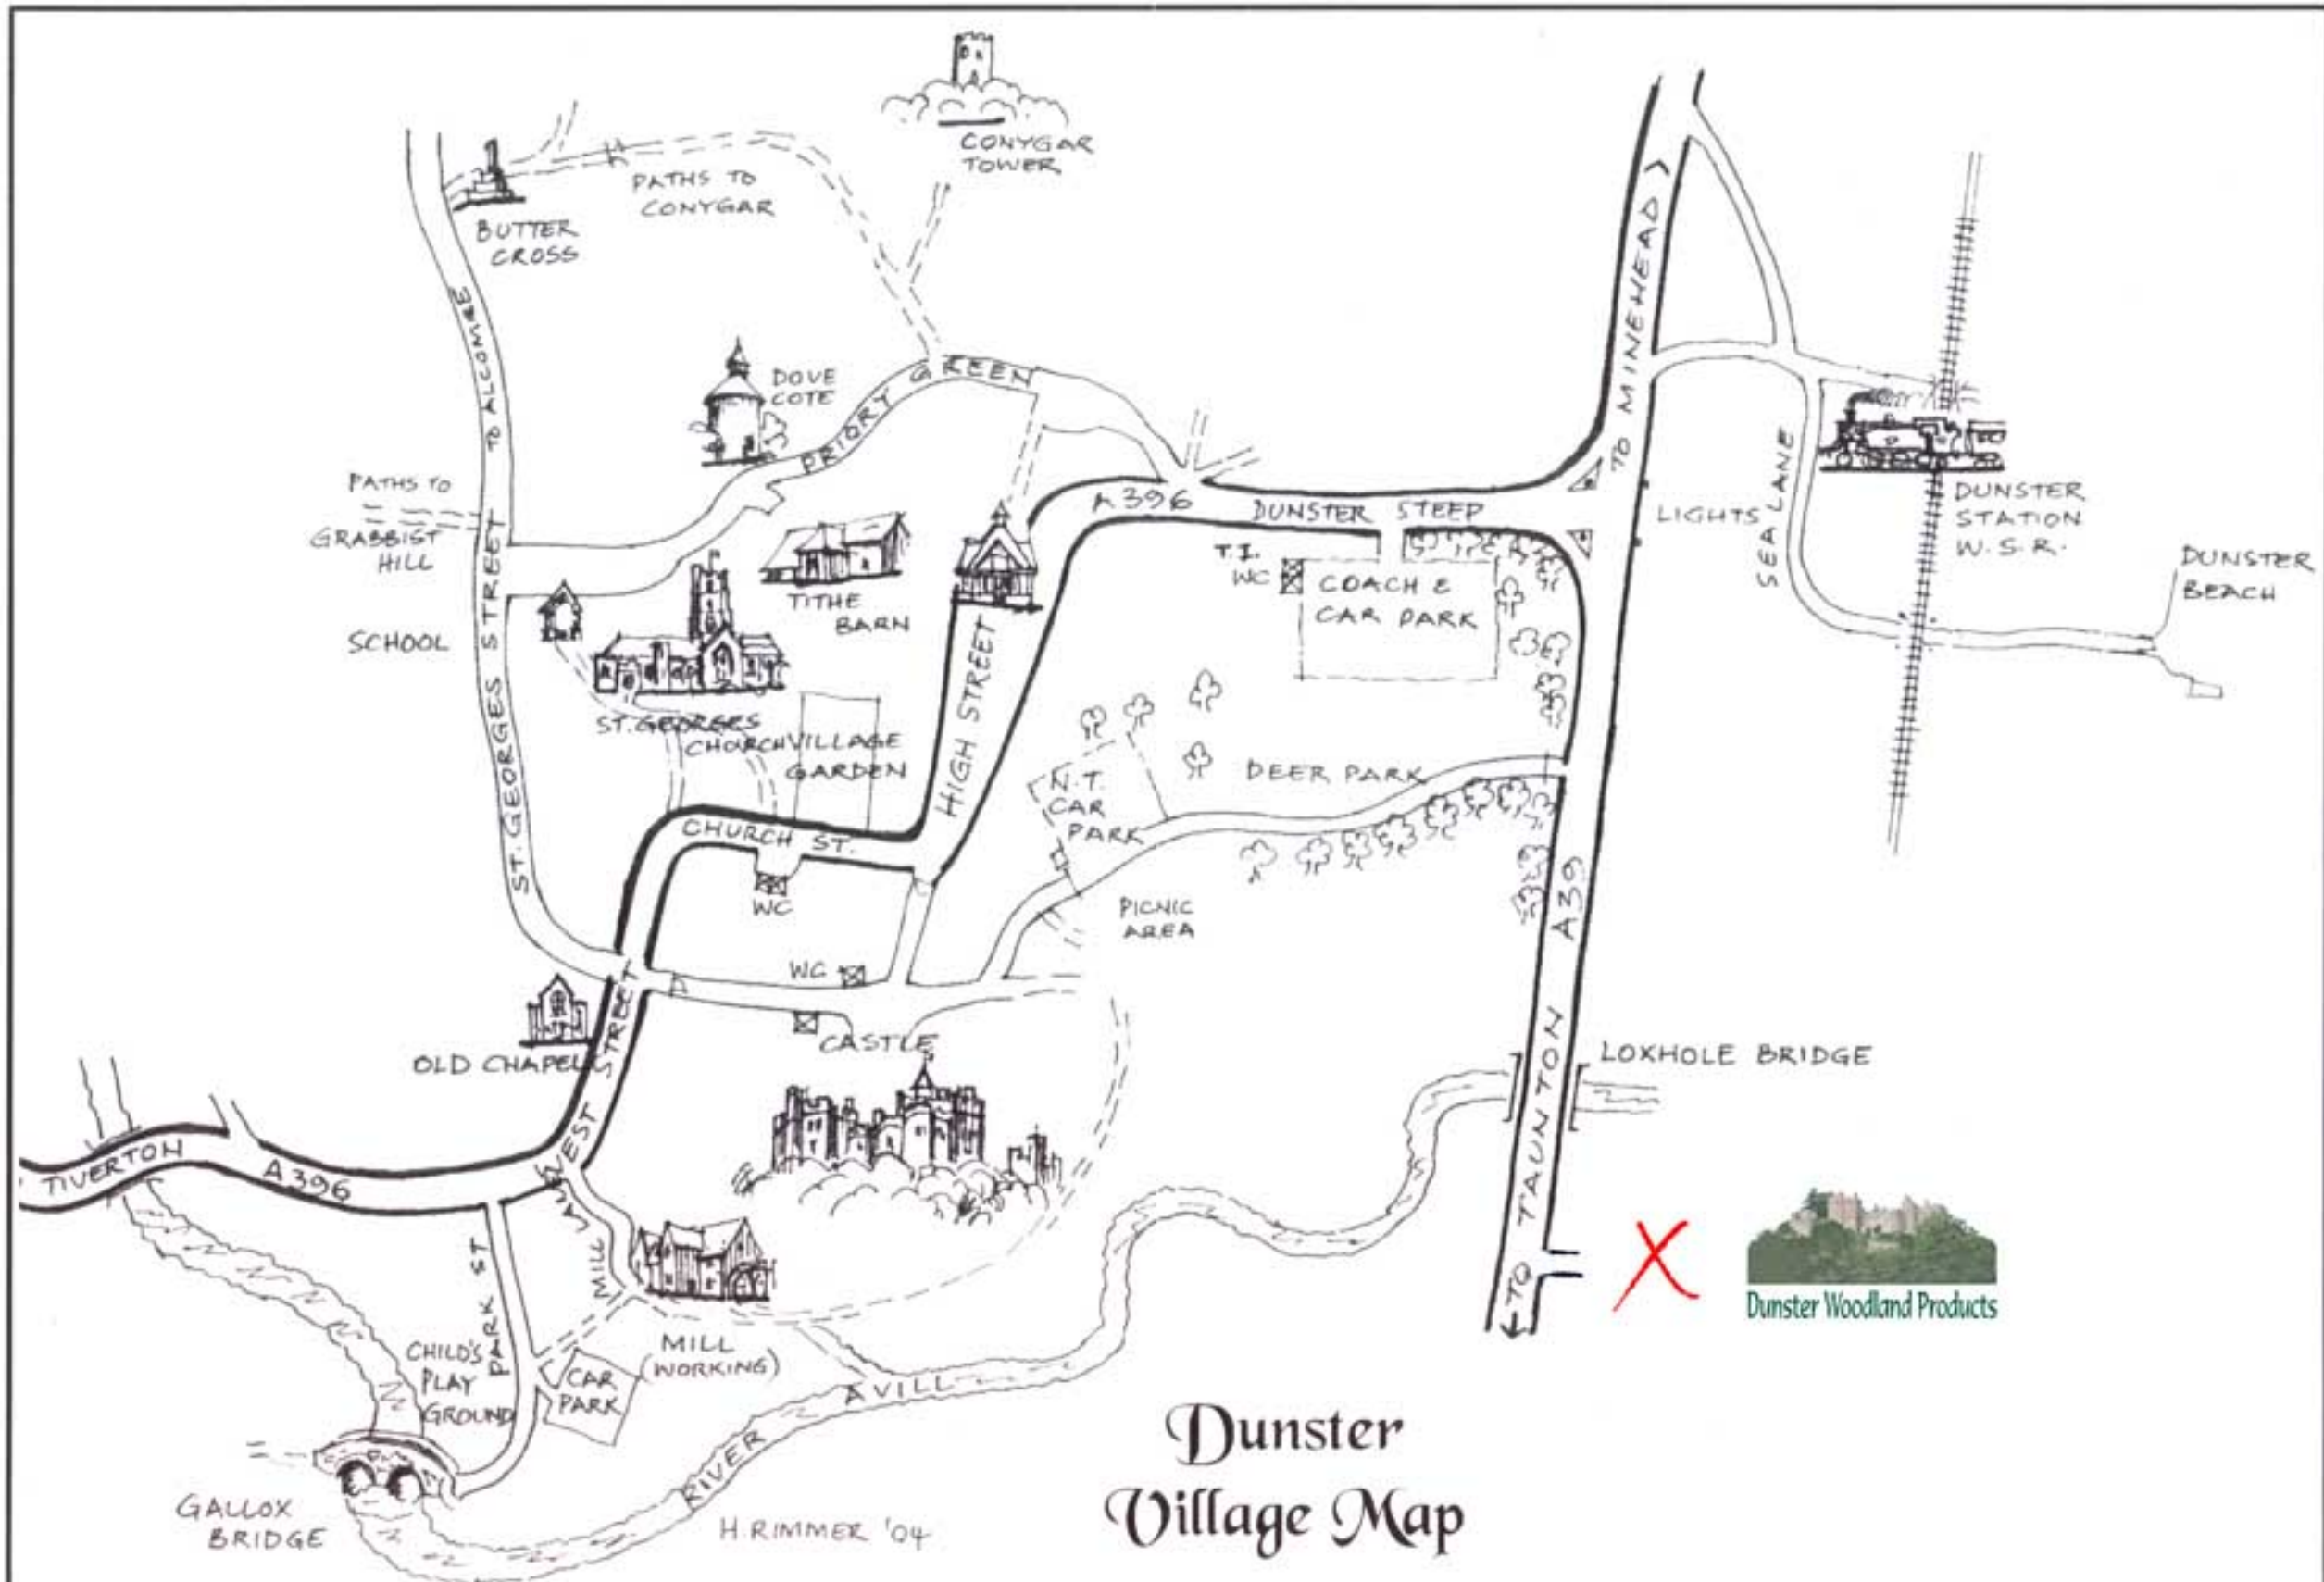 CONYGAR
TOWER
PATHS TO
CONYGAR
BUTTER
CROSS
TO ALCOMBE
TO MINEHEAD >
DOVE
COTE
PRIORY GREEN
PATHS TO
GRABBIST
HILL
A396
DUNSTER STEEP
LIGHTS
SEA LANE
DUNSTER
STATION
W.S.R.
DUNSTER
BEACH
T.I.
WC
COACH &
CAR PARK
TITHE
BARN
SCHOOL
ST. GEORGES STREET
ST. GEORGES
CHURCH
VILLAGE
GARDEN
HIGH STREET
N.T.
CAR
PARK
DEER PARK
CHURCH ST.
WC
PICNIC
AREA
A39
WC
OLD CHAPEL
WEST STREET
CASTLE
LOXHOLE BRIDGE
TIVERTON
A396
MILL LANE
PARK ST
← TO TAUNTON
X
Dunster Woodland Products
MILL
(WORKING)
CHILD'S
PLAY
GROUND
CAR
PARK
RIVER AVILL
GALLOX
BRIDGE
H. RIMMER '04
Dunster
Village Map